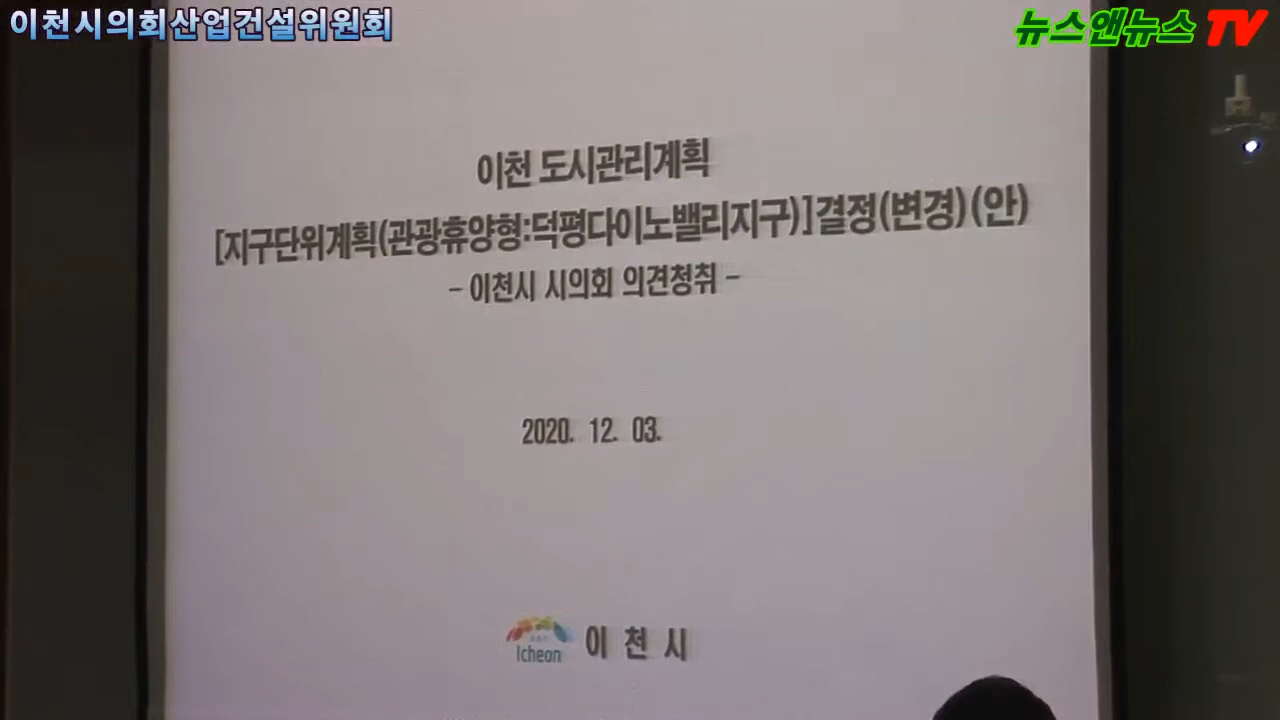 이천시의회산업건설위원회
뉴스앤뉴스 TV
이천 도시관리계획
[지구단위계획(관광휴양형:덕평다이노밸리지구)]결정(변경)(안)
- 이천시 시의회 의견청취 -
2020. 12. 03.
Icheon 이 천 시